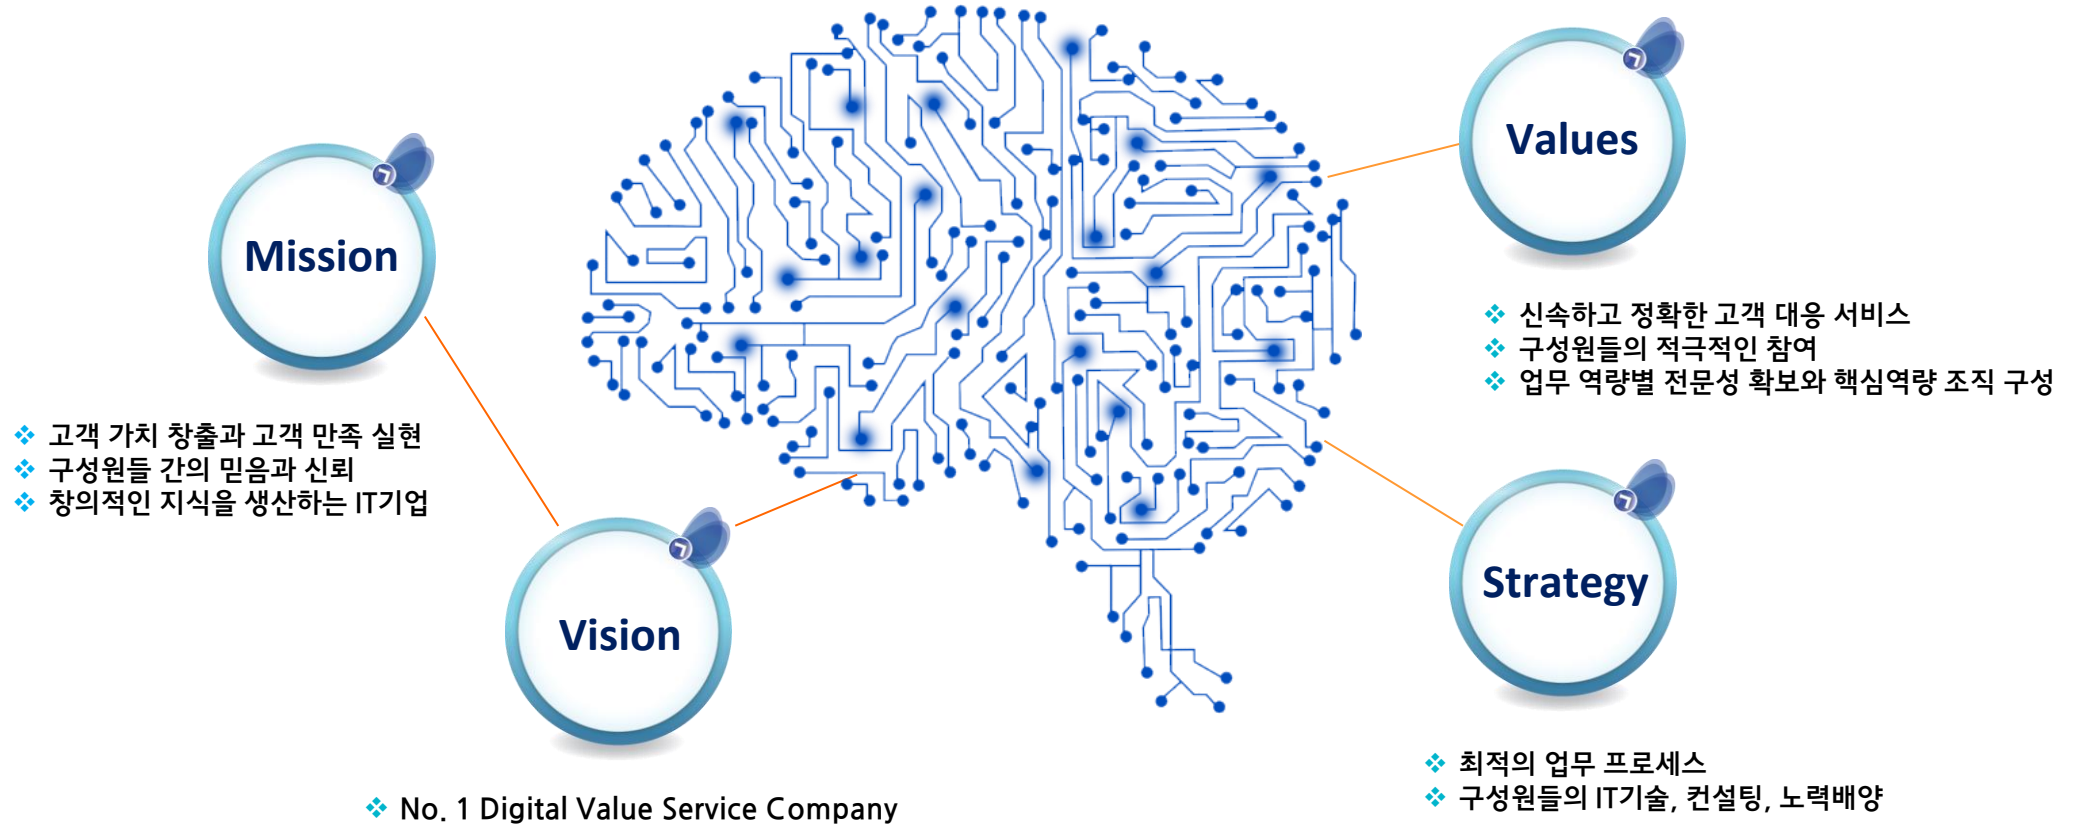 Mission
❖ 고객 가치 창출과 고객 만족 실현
❖ 구성원들 간의 믿음과 신뢰
❖ 창의적인 지식을 생산하는 IT기업
Vision
❖ No. 1 Digital Value Service Company
Values
❖ 신속하고 정확한 고객 대응 서비스
❖ 구성원들의 적극적인 참여
❖ 업무 역량별 전문성 확보와 핵심역량 조직 구성
Strategy
❖ 최적의 업무 프로세스
❖ 구성원들의 IT기술, 컨설팅, 노력배양